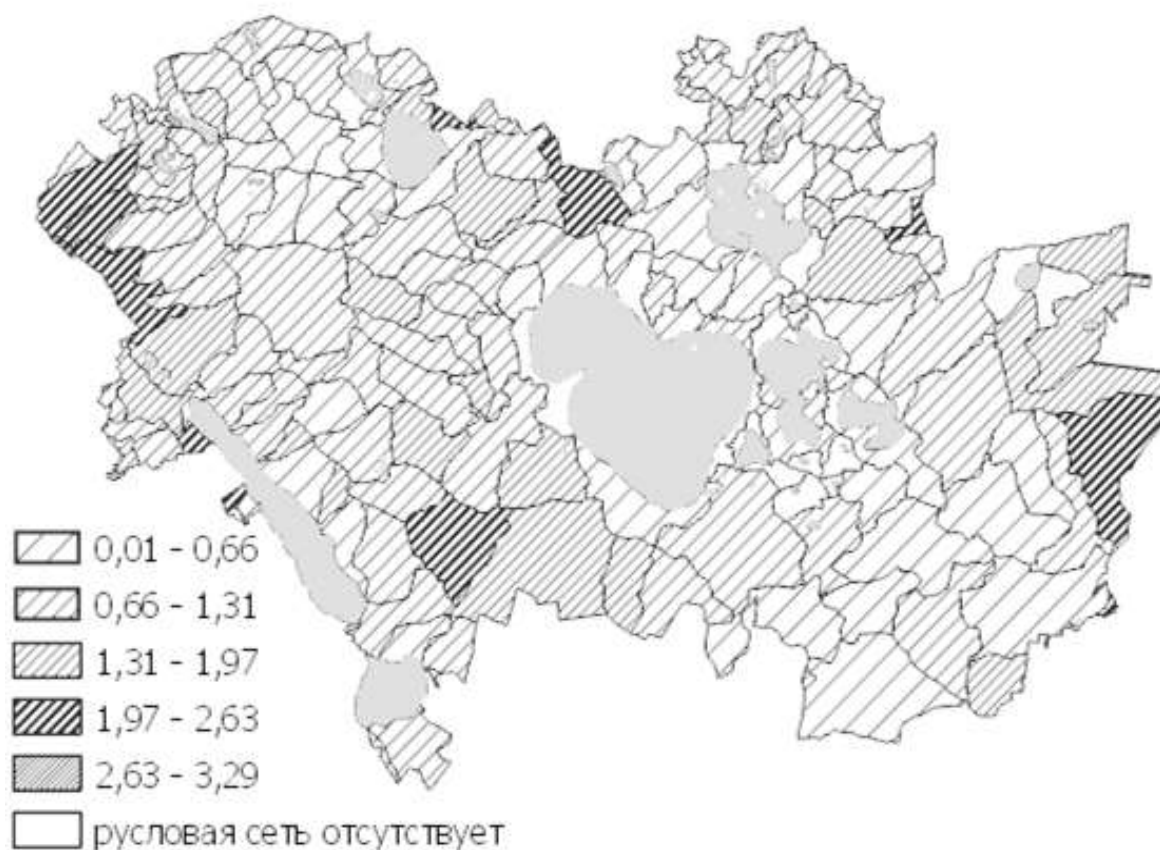 0,01 - 0,66
0,66 - 1,31
1,31 - 1,97
1,97 - 2,63
2,63 - 3,29
русловая сеть отсутствует